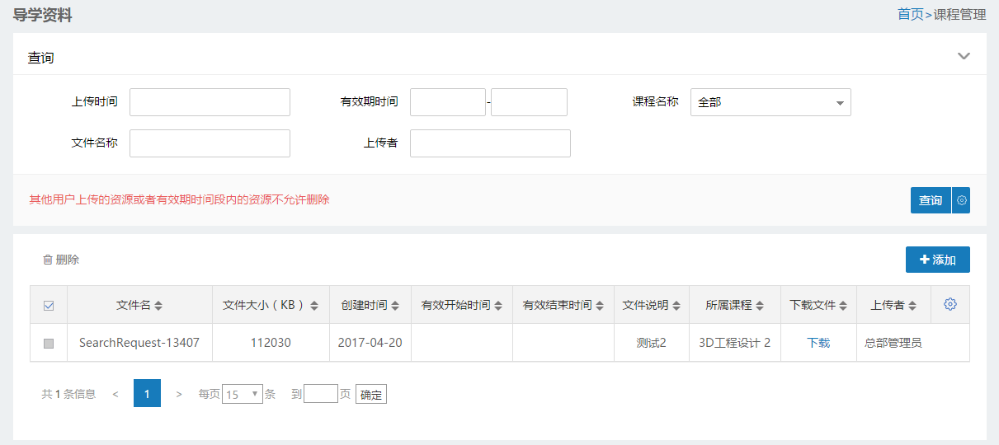 导学资料 首页>课程管理
查询
上传时间 有效期时间 - 课程名称 全部
文件名称 上传者
其他用户上传的资源或者有效期时间段内的资源不允许删除 查询
删除 添加
文件名 文件大小（KB） 创建时间 有效开始时间 有效结束时间 文件说明 所属课程 下载文件 上传者
SearchRequest-13407 112030 2017-04-20 测试2 3D工程设计 2 下载 总部管理员
共 1 条信息 < 1 > 每页 15 条 到 页 确定